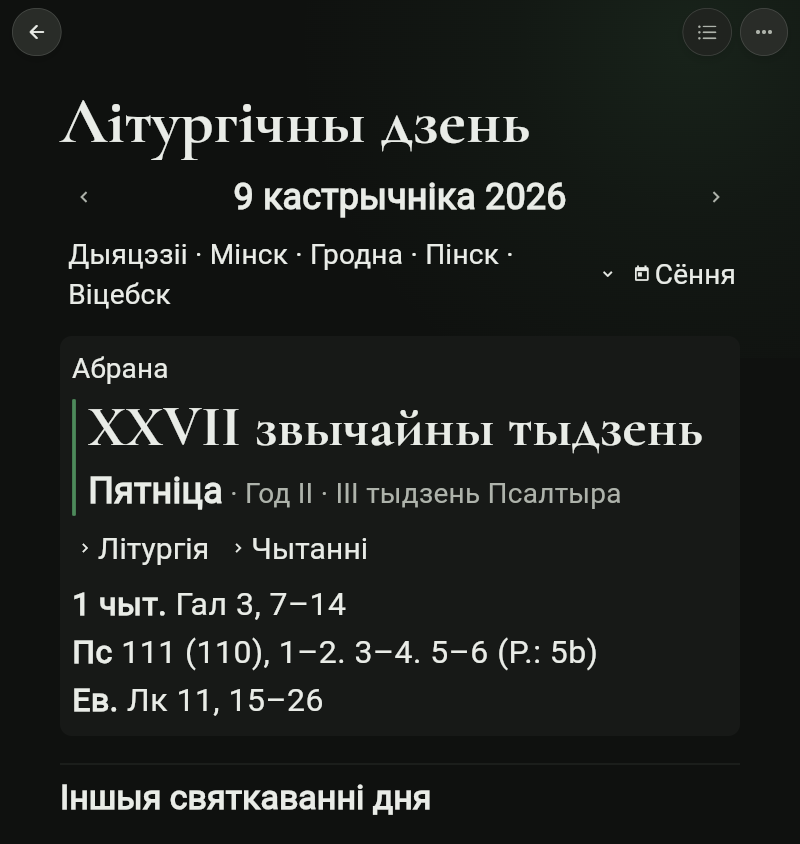 Літургічны дзень
9 кастрычніка 2026
Дыяцэзіі · Мінск · Гродна · Пінск ·
Віцебск
Сёння
Абрана
XXVII звычайны тыдзень
Пятніца · Год II · III тыдзень Псалтыра
Літургія Чытанні
1 чыт. Гал 3, 7–14
Пс 111 (110), 1–2. 3–4. 5–6 (Р.: 5b)
Ев. Лк 11, 15–26
Іншыя святкаванні дня